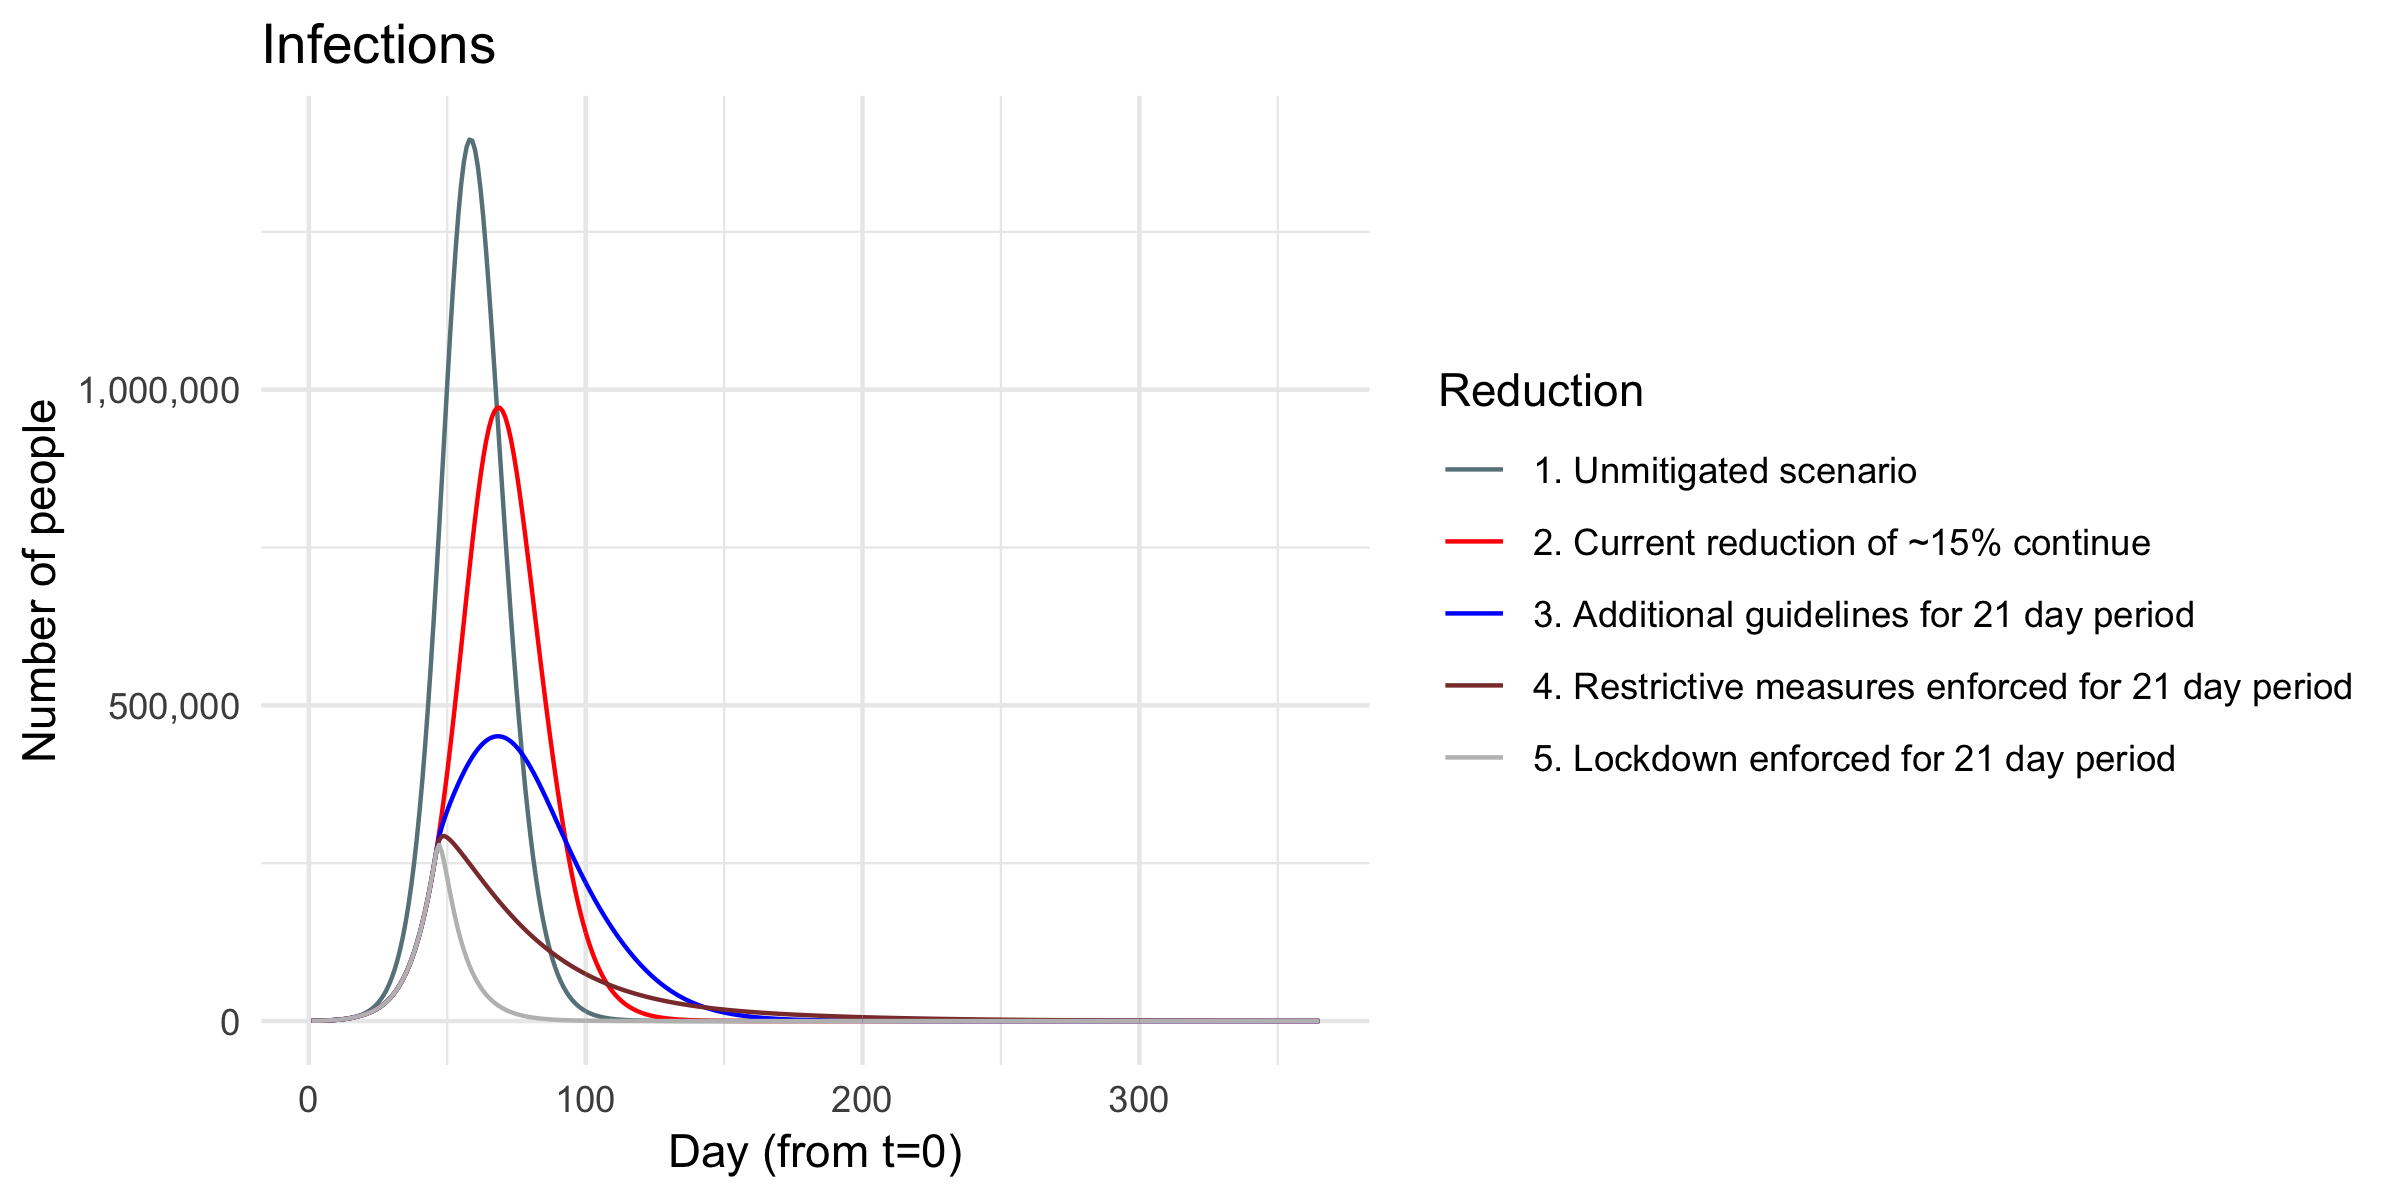 Infections
Number of people
1,000,000
500,000
0
0 100 200 300
Day (from t=0)
Reduction
1. Unmitigated scenario
2. Current reduction of ~15% continue
3. Additional guidelines for 21 day period
4. Restrictive measures enforced for 21 day period
5. Lockdown enforced for 21 day period